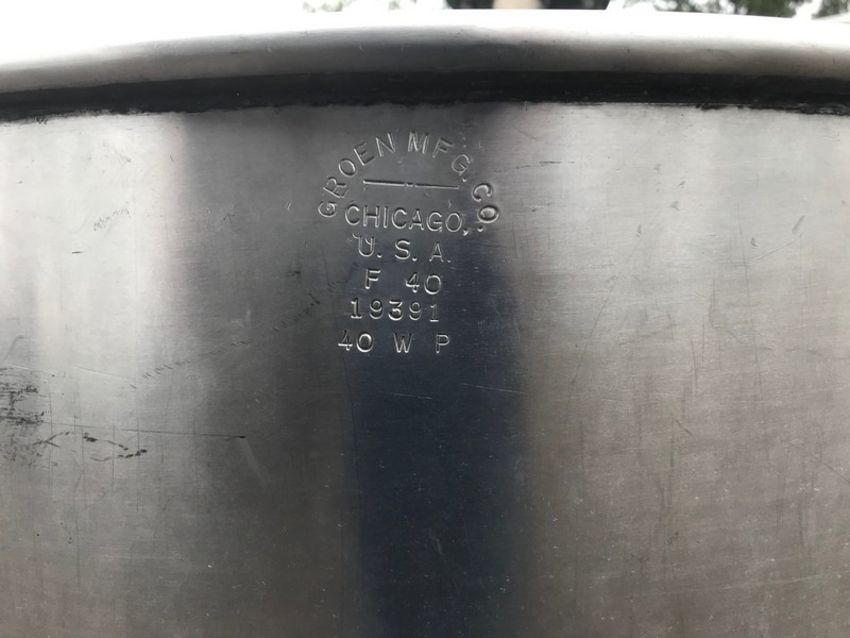 GROEN MFG. CO.
CHICAGO,
U. S. A.
F 40
19391
40 W P